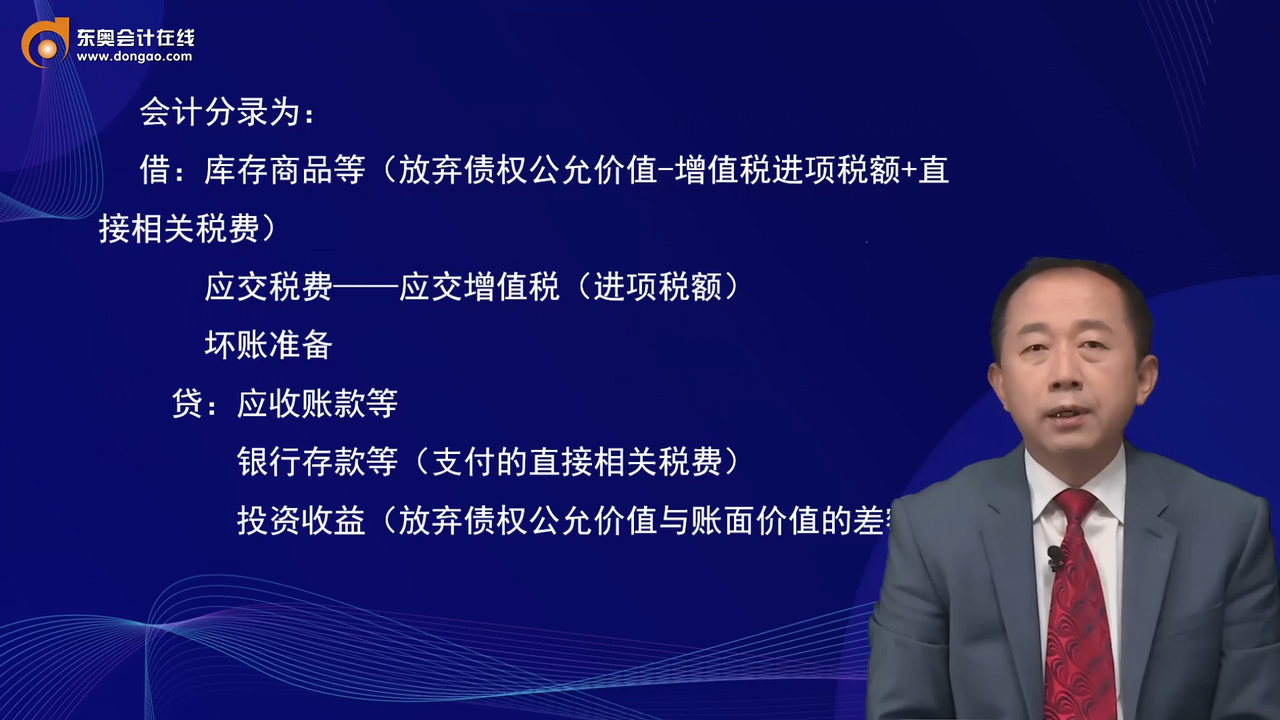 东奥会计在线
www.dongao.com
会计分录为：
借：库存商品等（放弃债权公允价值-增值税进项税额+直
接相关税费）
应交税费——应交增值税（进项税额）
坏账准备
贷：应收账款等
银行存款等（支付的直接相关税费）
投资收益（放弃债权公允价值与账面价值的差